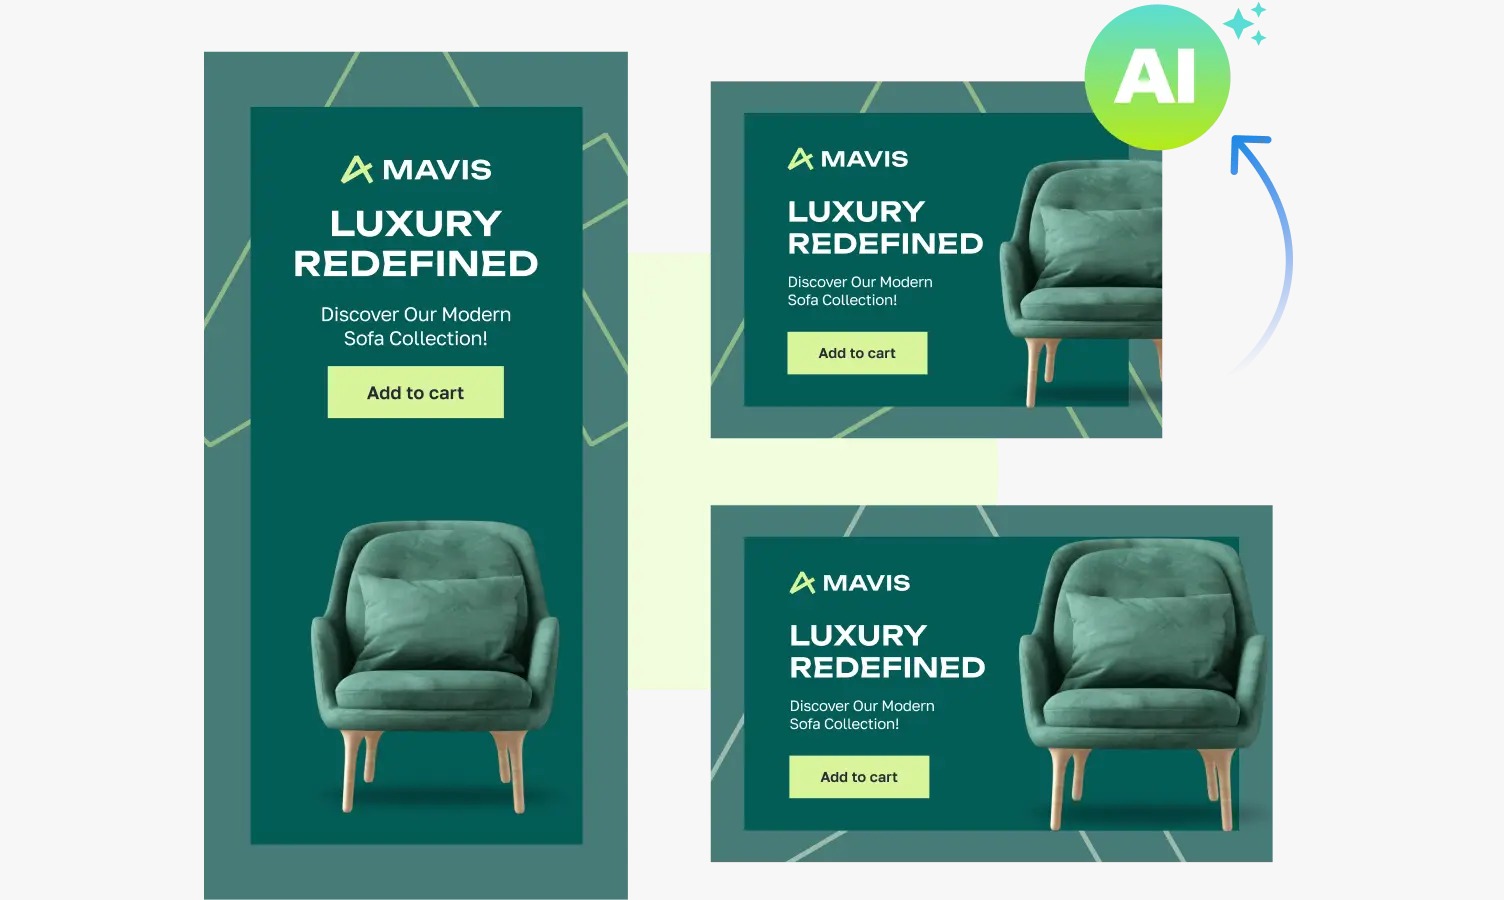 MAVIS
LUXURY
REDEFINED
Discover Our Modern
Sofa Collection!
Add to cart
AI
MAVIS
LUXURY
REDEFINED
Discover Our Modern
Sofa Collection!
Add to cart
MAVIS
LUXURY
REDEFINED
Discover Our Modern
Sofa Collection!
Add to cart